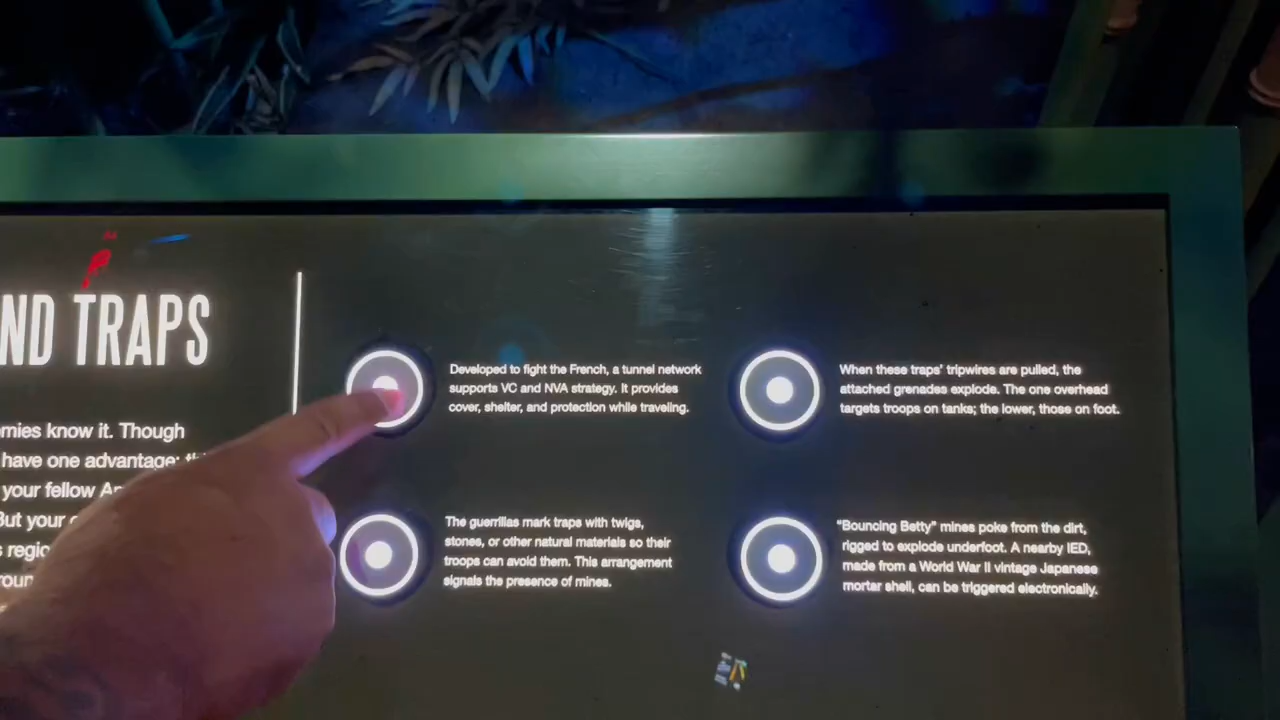 ND TRAPS
mies know it. Though
have one advantage:
your fellow
But your
Developed to fight the French, a tunnel network
supports VC and NVA strategy. It provides
cover, shelter, and protection while traveling.
The guerrillas mark traps with twigs,
stones, or other natural materials so their
troops can avoid them. This arrangement
signals the presence of mines.
When these traps’ tripwires are pulled, the
attached grenades explode. The one overhead
targets troops on tanks; the lower, those on foot.
“Bouncing Betty” mines poke from the dirt,
rigged to explode underfoot. A nearby IED,
made from a World War II vintage Japanese
mortar shell, can be triggered electronically.